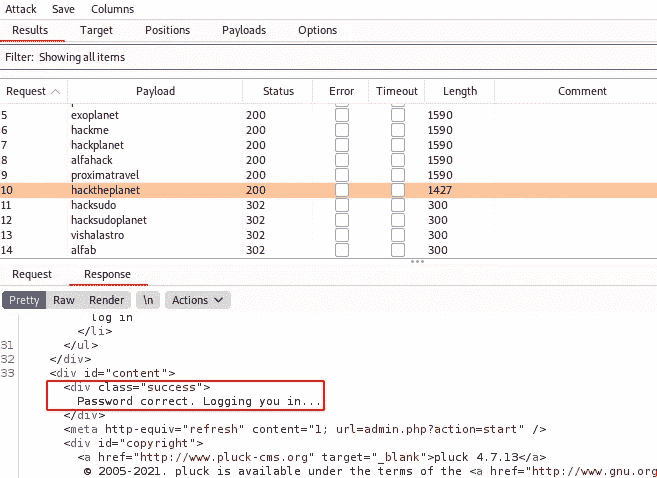 Attack Save Columns
Results Target Positions Payloads Options
Filter: Showing all items
Request Payload Status Error Timeout Length Comment
5 exoplanet 200 1590
6 hackme 200 1590
7 hackplanet 200 1590
8 alfahack 200 1590
9 proximatravel 200 1590
10 hacktheplanet 200 1427
11 hacksudo 302 300
12 hacksudoplanet 302 300
13 vishalastro 302 300
14 alfab 302 300
Request Response
Pretty Raw Render \n Actions
log in
</li>
31 </ul>
32 </div>
33 <div id="content">
<div class="success">
Password correct. Logging you in...
</div>
<meta http-equiv="refresh" content="1; url=admin.php?action=start" />
<div id="copyright">
<a href="http://www.pluck-cms.org" target="_blank">pluck 4.7.13</a>
© 2005-2021. pluck is available under the terms of the <a href="http://www.gnu.org